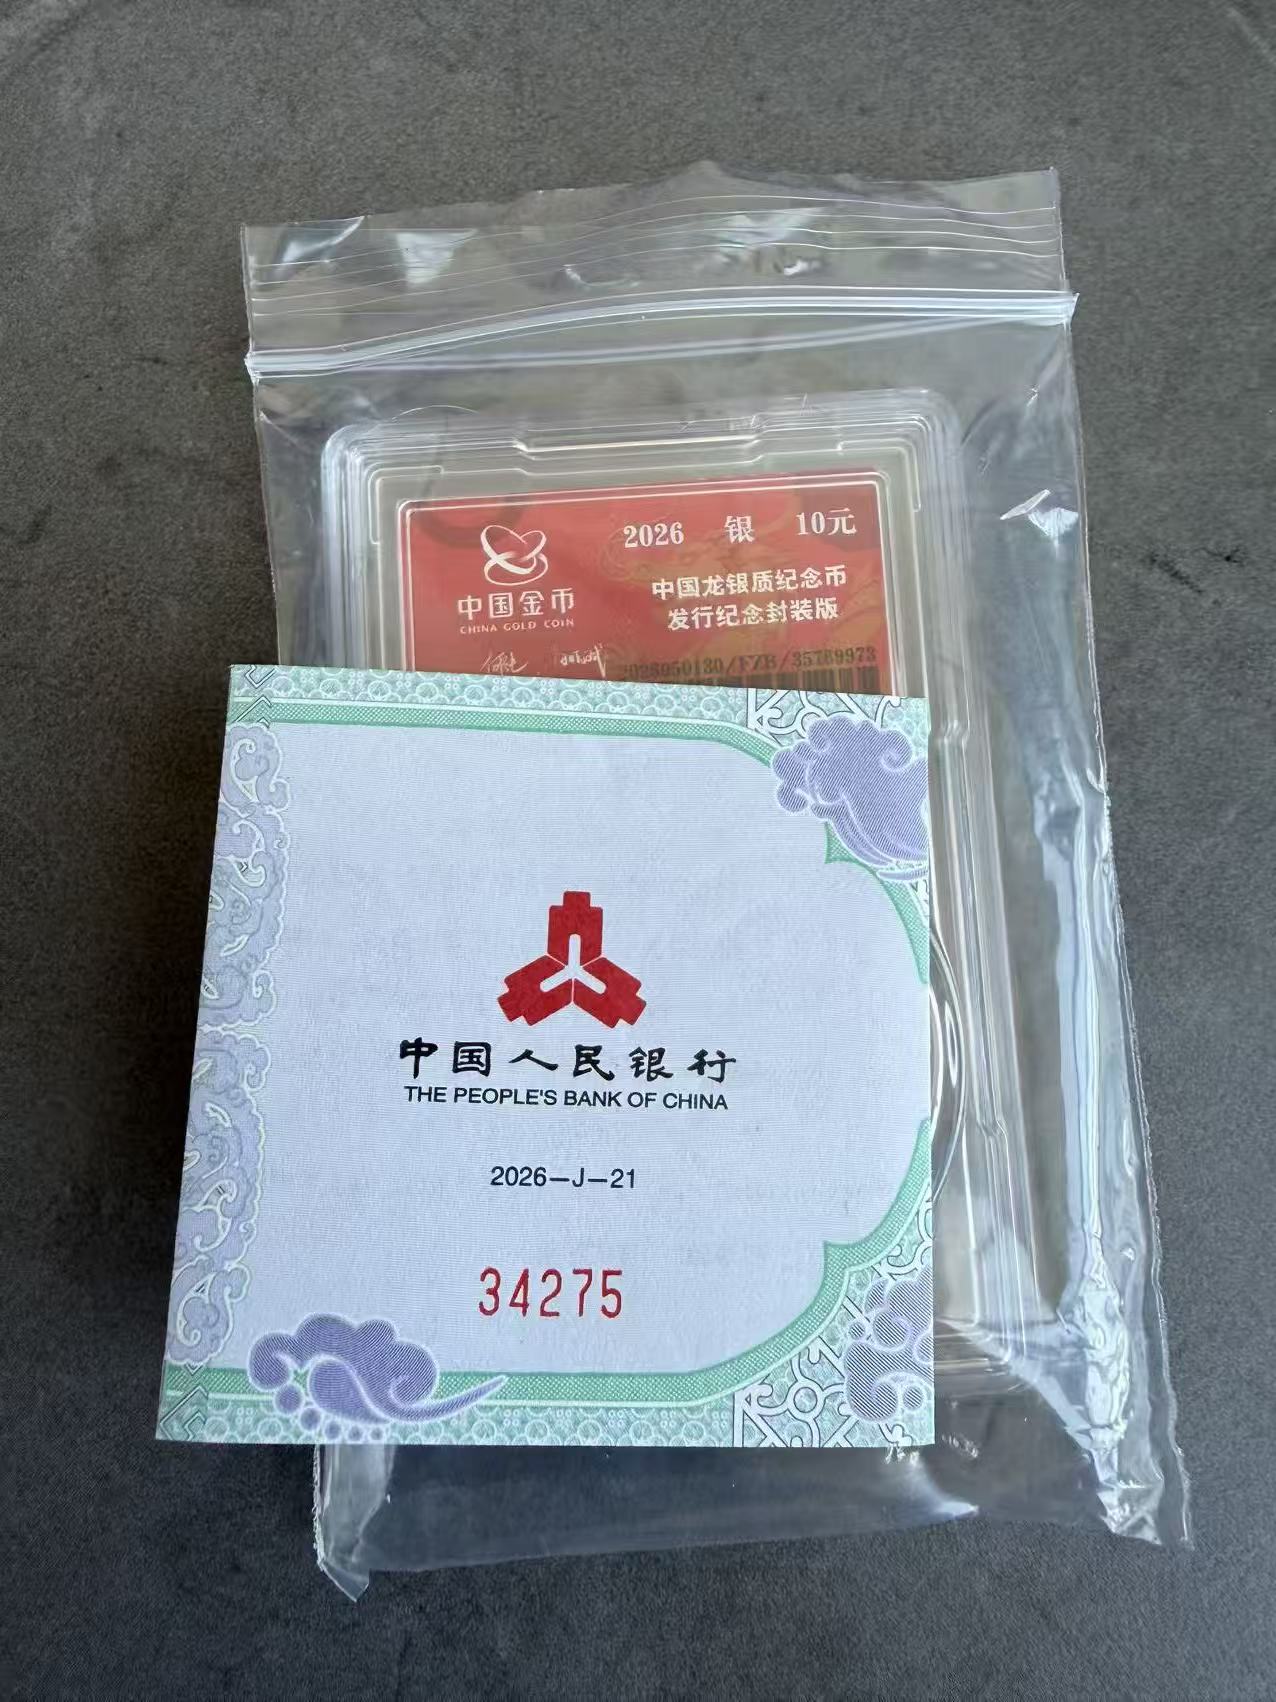 2026 银 10元
中国金币
CHINA GOLD COIN
中国龙银质纪念币
发行纪念封装版
中国人民银行
THE PEOPLE'S BANK OF CHINA
2026-J-21
34275